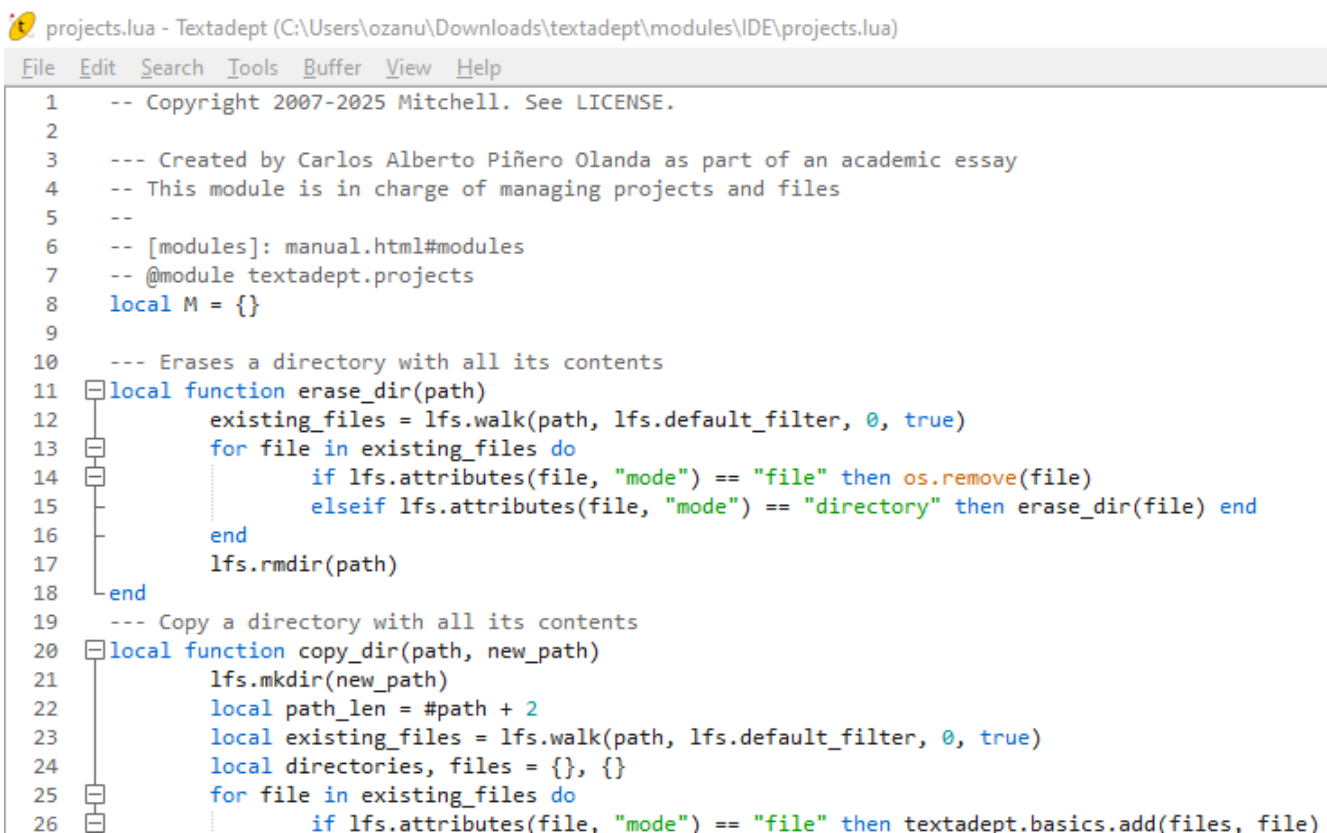 projects.lua - Textadept (C:\Users\ozanu\Downloads\textadept\modules\IDE\projects.lua)
File Edit Search Tools Buffer View Help
1 -- Copyright 2007-2025 Mitchell. See LICENSE.
2
3 --- Created by Carlos Alberto Piñero Olanda as part of an academic essay
4 -- This module is in charge of managing projects and files
5 --
6 -- [modules]: manual.html#modules
7 -- @module textadept.projects
8 local M = {}
9
10 --- Erases a directory with all its contents
11 local function erase_dir(path)
12 existing_files = lfs.walk(path, lfs.default_filter, 0, true)
13 for file in existing_files do
14 if lfs.attributes(file, "mode") == "file" then os.remove(file)
15 elseif lfs.attributes(file, "mode") == "directory" then erase_dir(file) end
16 end
17 lfs.rmdir(path)
18 end
19 --- Copy a directory with all its contents
20 local function copy_dir(path, new_path)
21 lfs.mkdir(new_path)
22 local path_len = #path + 2
23 local existing_files = lfs.walk(path, lfs.default_filter, 0, true)
24 local directories, files = {}, {}
25 for file in existing_files do
26 if lfs.attributes(file, "mode") == "file" then textadept.basics.add(files, file)